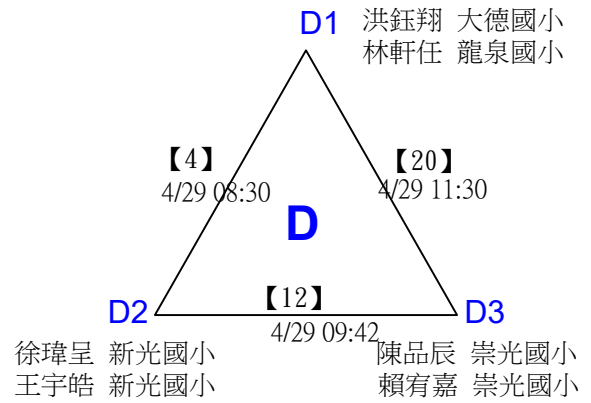 D1 洪鈺翔 大德國小
林軒任 龍泉國小
【4】
4/29 08:30
【20】
4/29 11:30
D
【12】
4/29 09:42
D2
D3
徐瑋呈 新光國小
王宇皓 新光國小
陳品辰 崇光國小
賴宥嘉 崇光國小